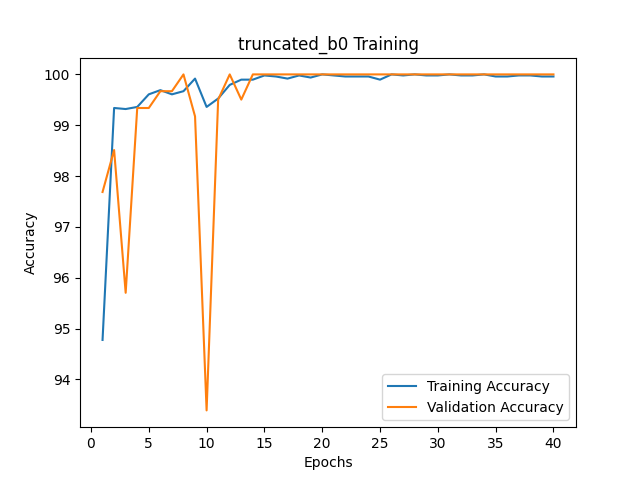 truncated_b0 Training
100
99
98
97
96
95
94
Accuracy
0 5 10 15 20 25 30 35 40
Epochs
Training Accuracy
Validation Accuracy